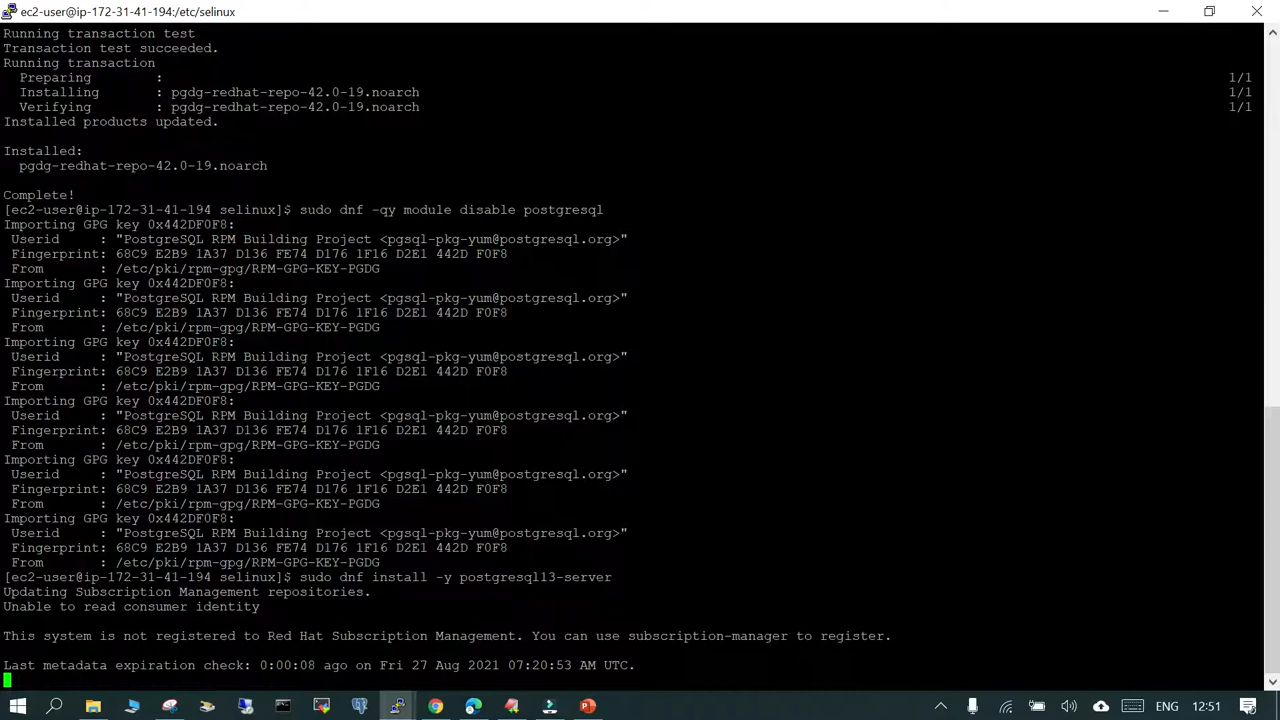 ec2-user@ip-172-31-41-194:/etc/selinux
Running transaction test
Transaction test succeeded.
Running transaction
  Preparing        :                                                                                                                                        1/1
  Installing       : pgdg-redhat-repo-42.0-19.noarch                                                                                                        1/1
  Verifying        : pgdg-redhat-repo-42.0-19.noarch                                                                                                        1/1
Installed products updated.
Installed:
  pgdg-redhat-repo-42.0-19.noarch
Complete!
[ec2-user@ip-172-31-41-194 selinux]$ sudo dnf -qy module disable postgresql
Importing GPG key 0x442DF0F8:
 Userid     : "PostgreSQL RPM Building Project <pgsql-pkg-yum@postgresql.org>"
 Fingerprint: 68C9 E2B9 1A37 D136 FE74 D176 1F16 D2E1 442D F0F8
 From       : /etc/pki/rpm-gpg/RPM-GPG-KEY-PGDG
Importing GPG key 0x442DF0F8:
 Userid     : "PostgreSQL RPM Building Project <pgsql-pkg-yum@postgresql.org>"
 Fingerprint: 68C9 E2B9 1A37 D136 FE74 D176 1F16 D2E1 442D F0F8
 From       : /etc/pki/rpm-gpg/RPM-GPG-KEY-PGDG
Importing GPG key 0x442DF0F8:
 Userid     : "PostgreSQL RPM Building Project <pgsql-pkg-yum@postgresql.org>"
 Fingerprint: 68C9 E2B9 1A37 D136 FE74 D176 1F16 D2E1 442D F0F8
 From       : /etc/pki/rpm-gpg/RPM-GPG-KEY-PGDG
Importing GPG key 0x442DF0F8:
 Userid     : "PostgreSQL RPM Building Project <pgsql-pkg-yum@postgresql.org>"
 Fingerprint: 68C9 E2B9 1A37 D136 FE74 D176 1F16 D2E1 442D F0F8
 From       : /etc/pki/rpm-gpg/RPM-GPG-KEY-PGDG
Importing GPG key 0x442DF0F8:
 Userid     : "PostgreSQL RPM Building Project <pgsql-pkg-yum@postgresql.org>"
 Fingerprint: 68C9 E2B9 1A37 D136 FE74 D176 1F16 D2E1 442D F0F8
 From       : /etc/pki/rpm-gpg/RPM-GPG-KEY-PGDG
Importing GPG key 0x442DF0F8:
 Userid     : "PostgreSQL RPM Building Project <pgsql-pkg-yum@postgresql.org>"
 Fingerprint: 68C9 E2B9 1A37 D136 FE74 D176 1F16 D2E1 442D F0F8
 From       : /etc/pki/rpm-gpg/RPM-GPG-KEY-PGDG
[ec2-user@ip-172-31-41-194 selinux]$ sudo dnf install -y postgresql13-server
Updating Subscription Management repositories.
Unable to read consumer identity
This system is not registered to Red Hat Subscription Management. You can use subscription-manager to register.
Last metadata expiration check: 0:00:08 ago on Fri 27 Aug 2021 07:20:53 AM UTC.
ENG 12:51